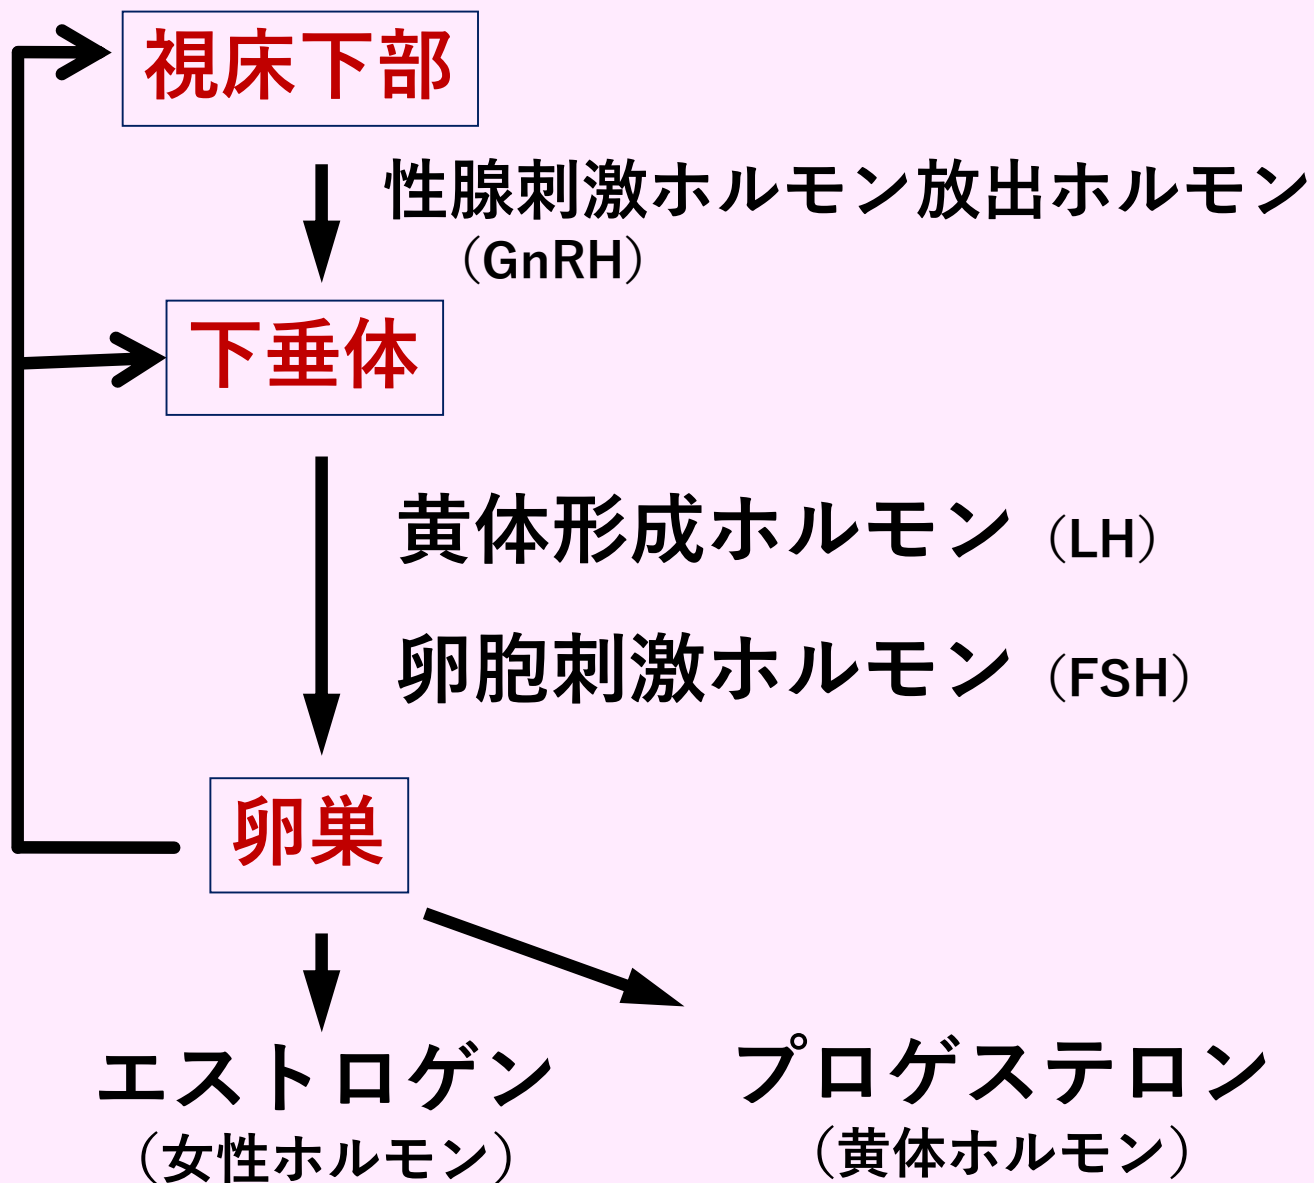 視床下部
性腺刺激ホルモン放出ホルモン
（GnRH）
下垂体
黄体形成ホルモン（LH）
卵胞刺激ホルモン（FSH）
卵巣
エストロゲン
（女性ホルモン）
プロゲステロン
（黄体ホルモン）